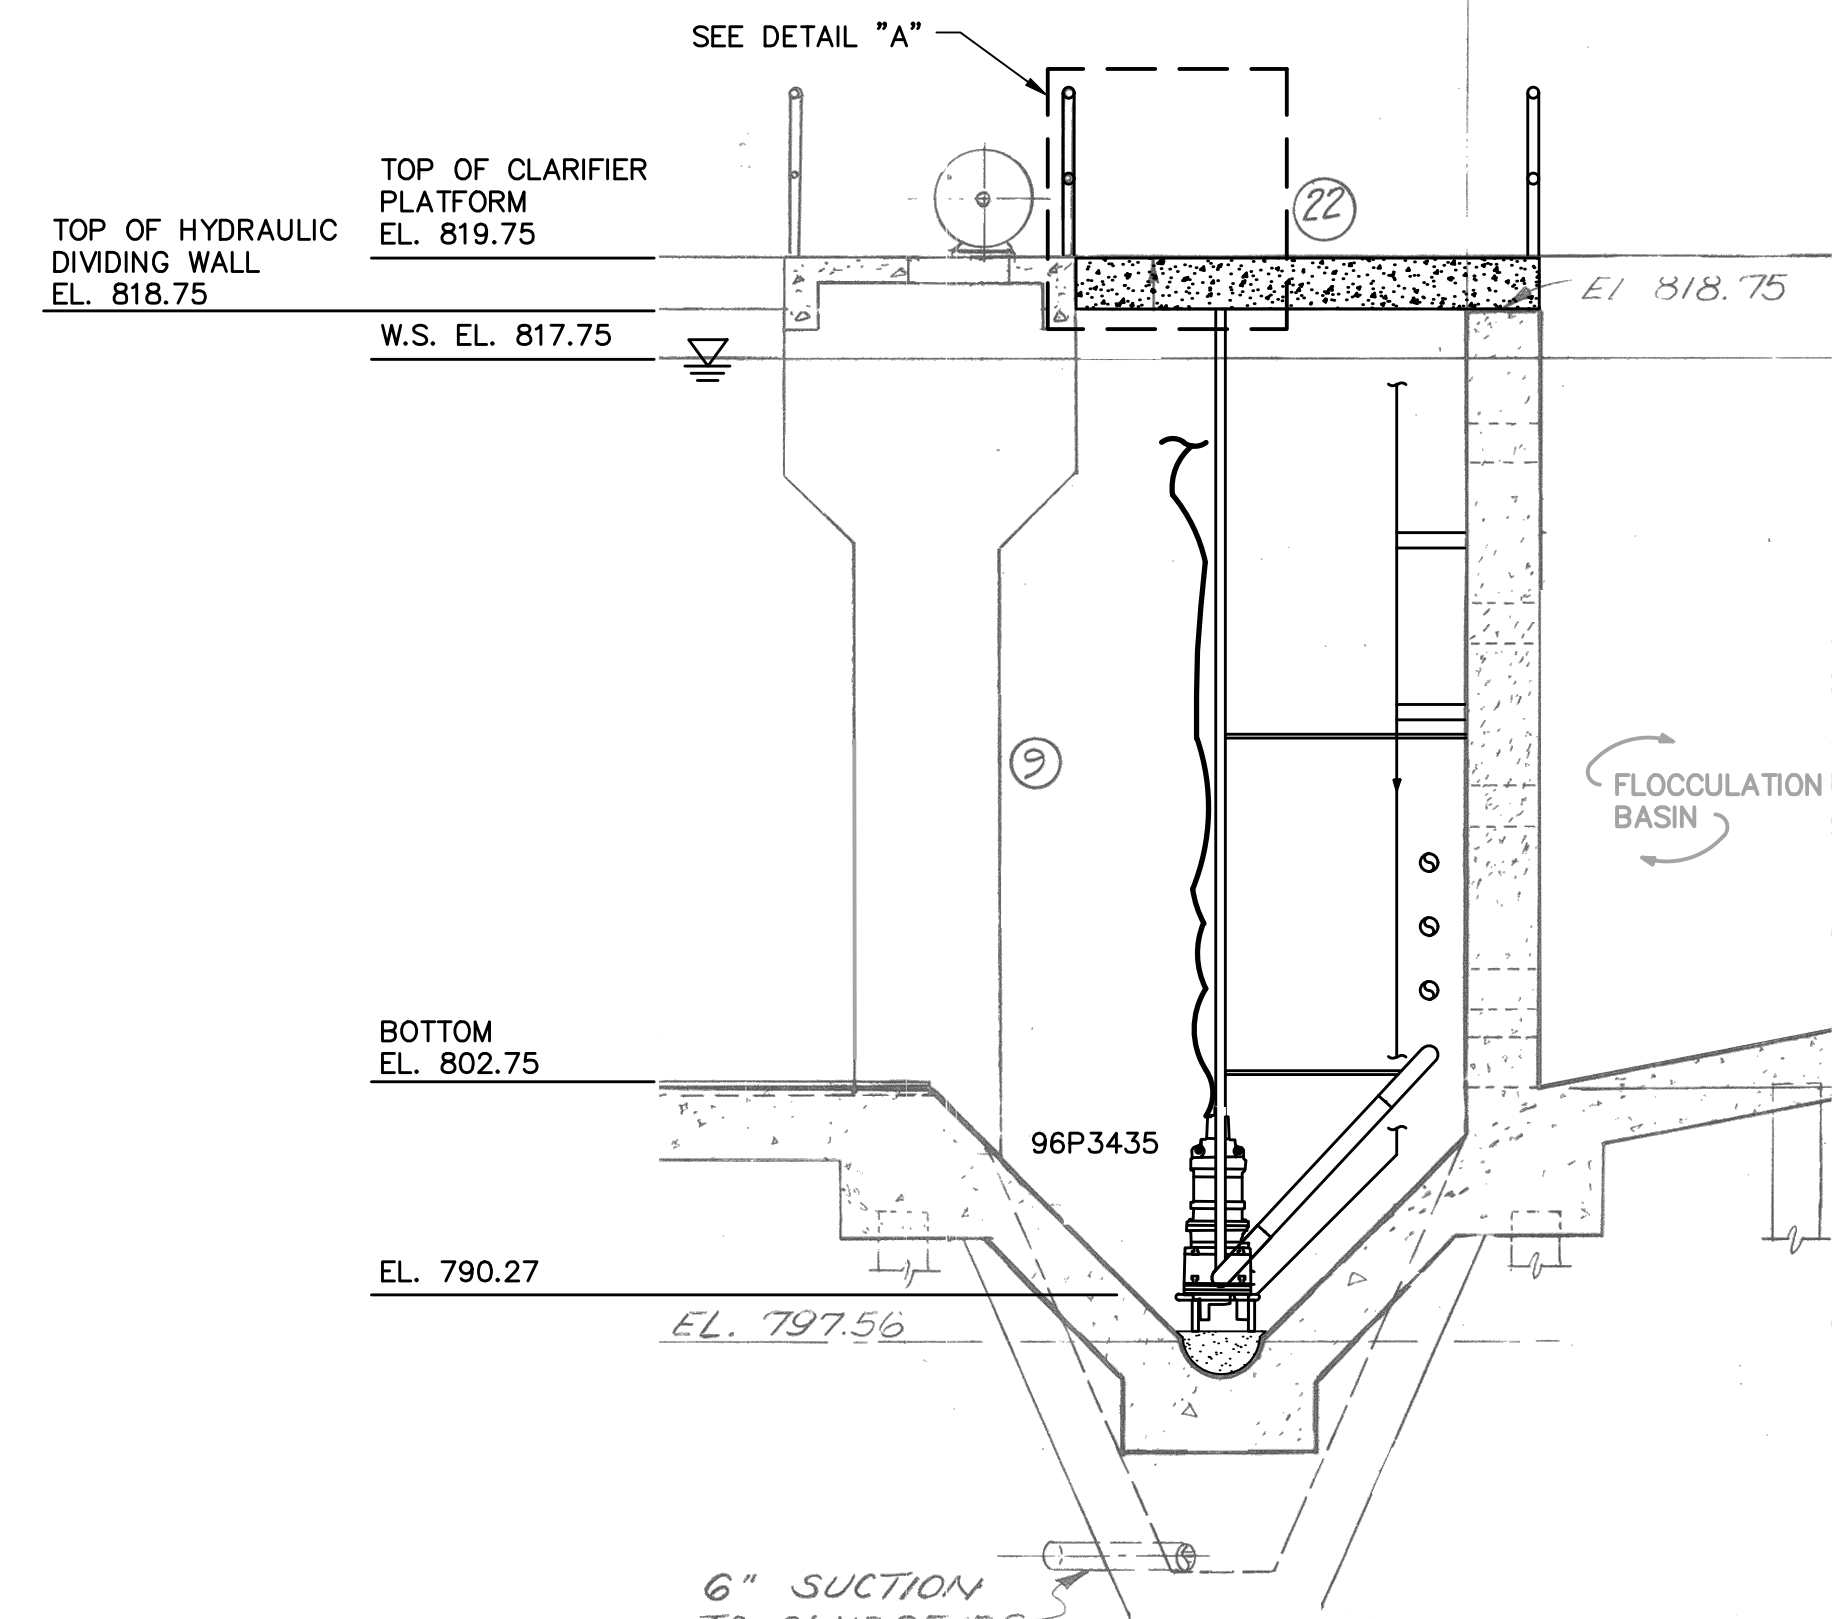 SEE DETAIL "A"
TOP OF CLARIFIER
PLATFORM
EL. 819.75
TOP OF HYDRAULIC
DIVIDING WALL
EL. 818.75
W.S. EL. 817.75
22
El 818.75
9
FLOCCULATION
BASIN
BOTTOM
EL. 802.75
96P3435
EL. 790.27
EL. 797.56
6" SUCTION